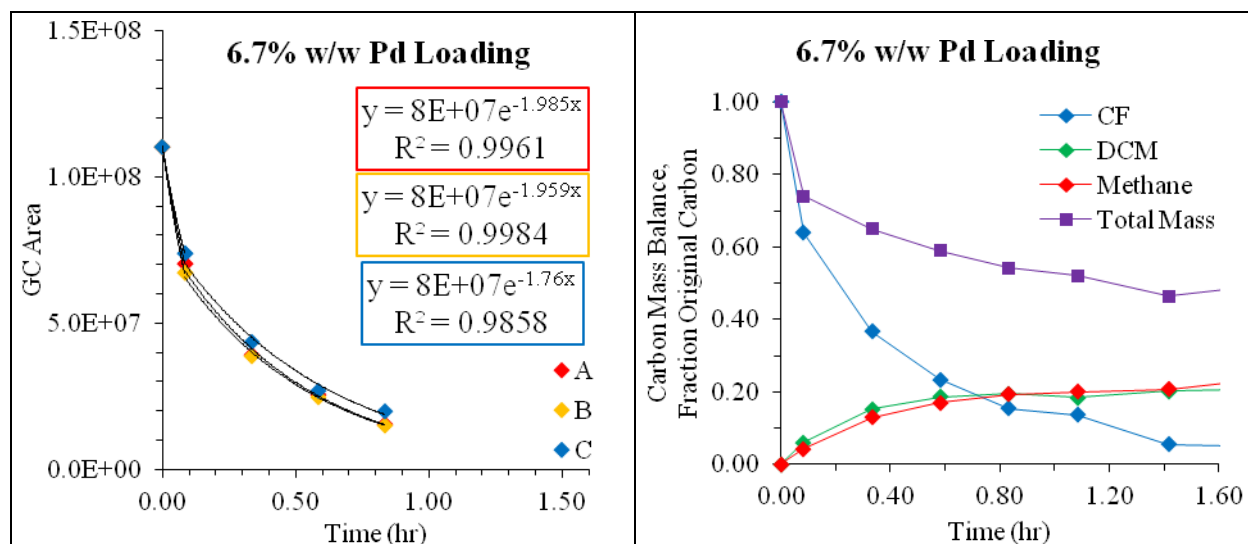 6.7% w/w Pd Loading
1.5E+08
1.0E+08
5.0E+07
0.0E+00
GC Area
y = 8E+07e^-1.985x
R² = 0.9961
y = 8E+07e^-1.959x
R² = 0.9984
y = 8E+07e^-1.76x
R² = 0.9858
A
B
C
0.00 0.50 1.00 1.50
Time (hr)
6.7% w/w Pd Loading
1.00
0.80
0.60
0.40
0.20
0.00
Carbon Mass Balance,
Fraction Original Carbon
CF
DCM
Methane
Total Mass
0.00 0.40 0.80 1.20 1.60
Time (hr)